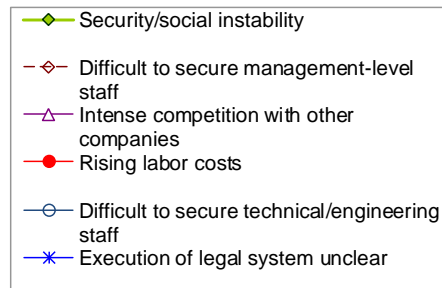 Security/social instability
Difficult to secure management-level
staff
Intense competition with other
companies
Rising labor costs
Difficult to secure technical/engineering
staff
Execution of legal system unclear